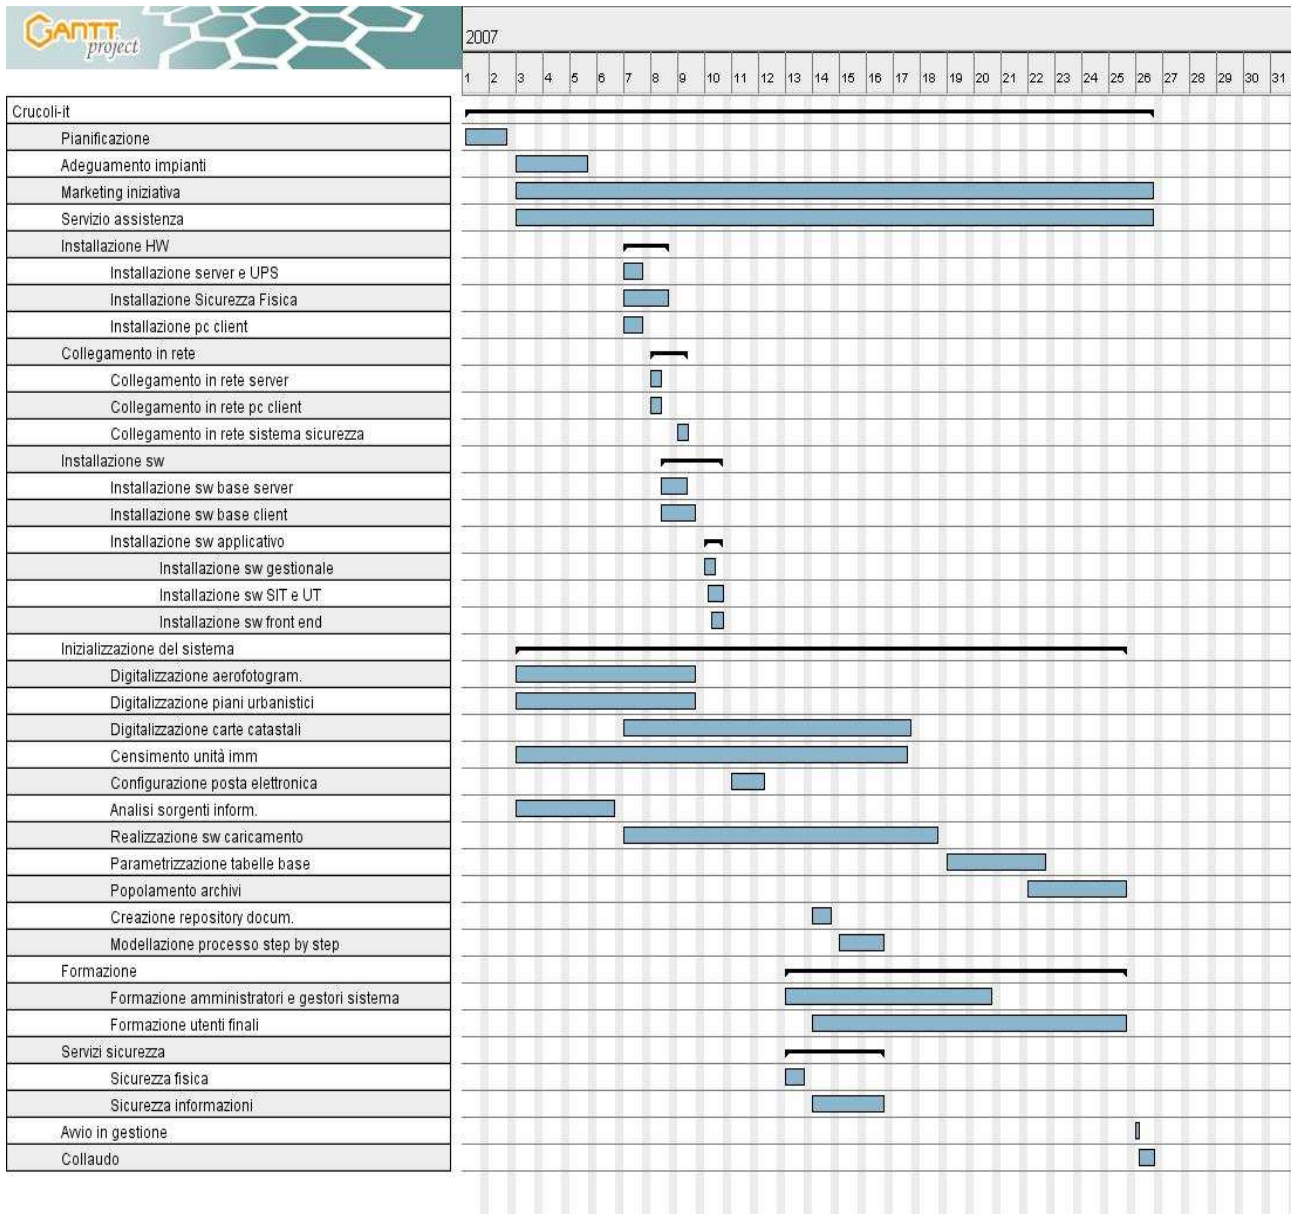 GANTT
project
2007
1 2 3 4 5 6 7 8 9 10 11 12 13 14 15 16 17 18 19 20 21 22 23 24 25 26 27 28 29 30 31
Crucoli-it
Pianificazione
Adeguamento impianti
Marketing iniziativa
Servizio assistenza
Installazione HW
Installazione server e UPS
Installazione Sicurezza Fisica
Installazione pc client
Collegamento in rete
Collegamento in rete server
Collegamento in rete pc client
Collegamento in rete sistema sicurezza
Installazione sw
Installazione sw base server
Installazione sw base client
Installazione sw applicativo
Installazione sw gestionale
Installazione sw SIT e UT
Installazione sw front end
Inizializzazione del sistema
Digitalizzazione aerofotogram.
Digitalizzazione piani urbanistici
Digitalizzazione carte catastali
Censimento unità imm
Configurazione posta elettronica
Analisi sorgenti inform.
Realizzazione sw caricamento
Parametrizzazione tabelle base
Popolamento archivi
Creazione repository docum.
Modellazione processo step by step
Formazione
Formazione amministratori e gestori sistema
Formazione utenti finali
Servizi sicurezza
Sicurezza fisica
Sicurezza informazioni
Avvio in gestione
Collaudo